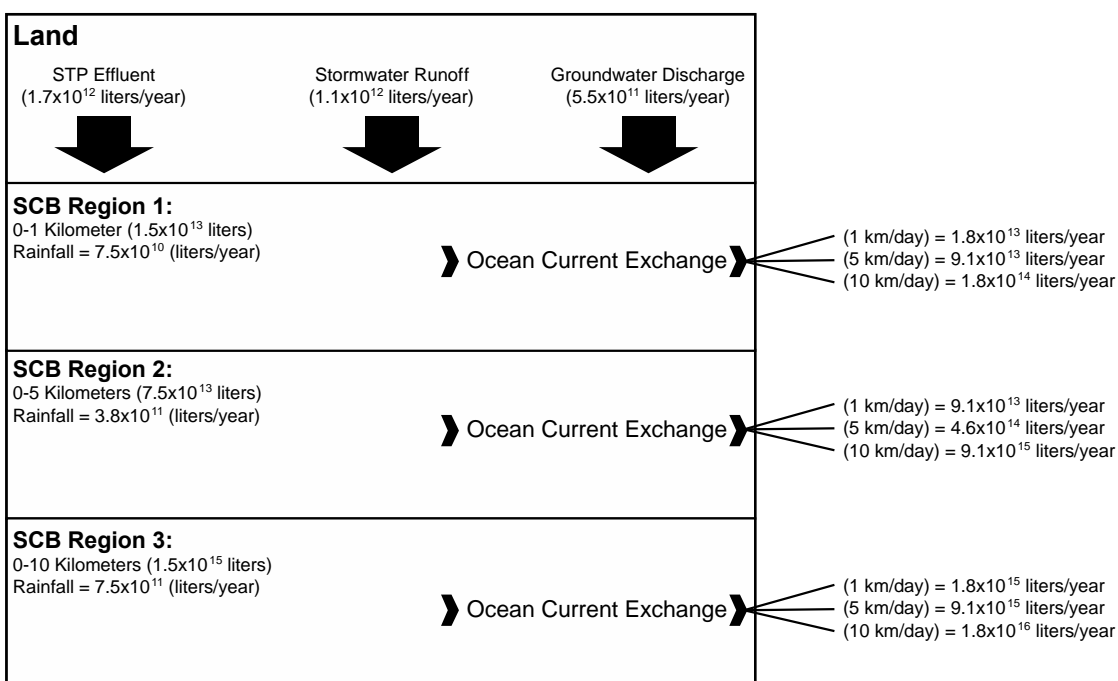 Land
STP Effluent
(1.7x10¹² liters/year)
Stormwater Runoff
(1.1x10¹² liters/year)
Groundwater Discharge
(5.5x10¹¹ liters/year)
SCB Region 1:
0-1 Kilometer (1.5x10¹³ liters)
Rainfall = 7.5x10¹⁰ (liters/year)
Ocean Current Exchange
(1 km/day) = 1.8x10¹³ liters/year
(5 km/day) = 9.1x10¹³ liters/year
(10 km/day) = 1.8x10¹⁴ liters/year
SCB Region 2:
0-5 Kilometers (7.5x10¹³ liters)
Rainfall = 3.8x10¹¹ (liters/year)
Ocean Current Exchange
(1 km/day) = 9.1x10¹³ liters/year
(5 km/day) = 4.6x10¹⁴ liters/year
(10 km/day) = 9.1x10¹⁵ liters/year
SCB Region 3:
0-10 Kilometers (1.5x10¹⁵ liters)
Rainfall = 7.5x10¹¹ (liters/year)
Ocean Current Exchange
(1 km/day) = 1.8x10¹⁵ liters/year
(5 km/day) = 9.1x10¹⁵ liters/year
(10 km/day) = 1.8x10¹⁶ liters/year